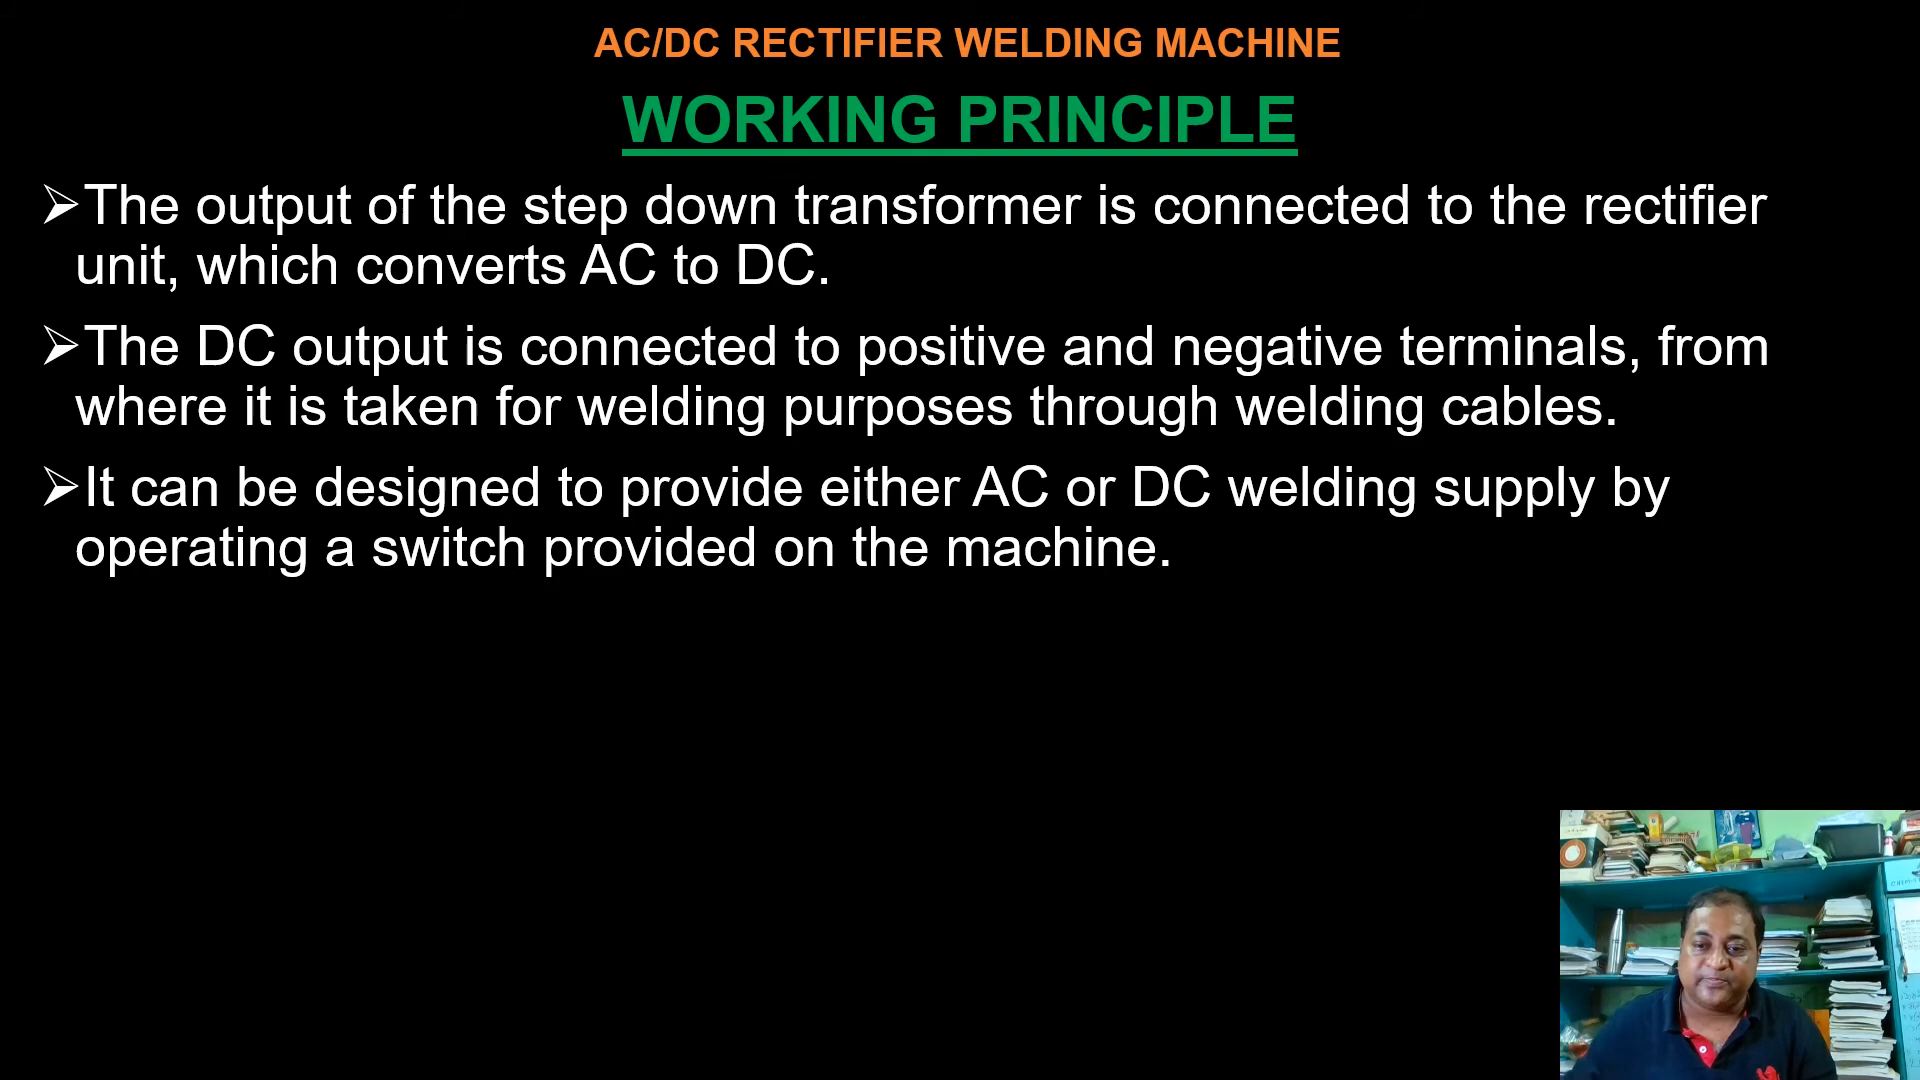 AC/DC RECTIFIER WELDING MACHINE
WORKING PRINCIPLE
➢The output of the step down transformer is connected to the rectifier
unit, which converts AC to DC.
➢The DC output is connected to positive and negative terminals, from
where it is taken for welding purposes through welding cables.
➢It can be designed to provide either AC or DC welding supply by
operating a switch provided on the machine.